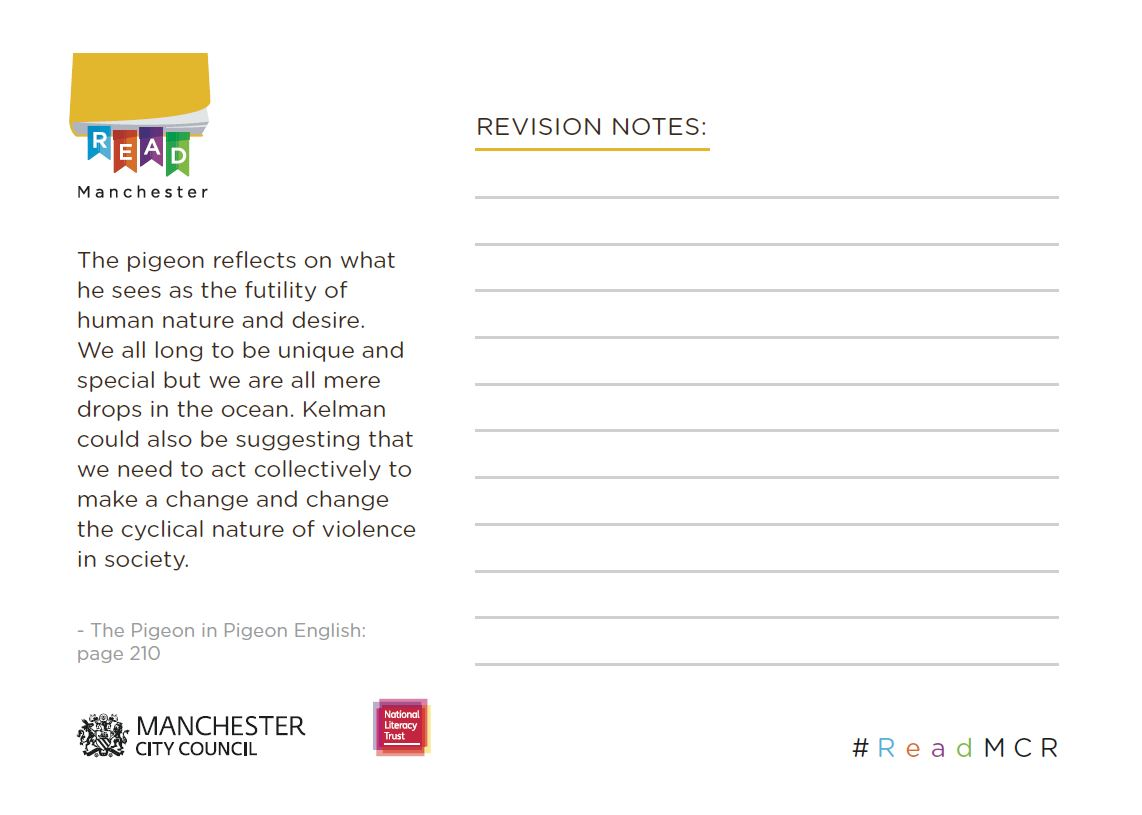 READ
Manchester
The pigeon reflects on what
he sees as the futility of
human nature and desire.
We all long to be unique and
special but we are all mere
drops in the ocean. Kelman
could also be suggesting that
we need to act collectively to
make a change and change
the cyclical nature of violence
in society.
- The Pigeon in Pigeon English:
page 210
MANCHESTER
CITY COUNCIL
National
Literacy
Trust
REVISION NOTES:
#ReadMCR